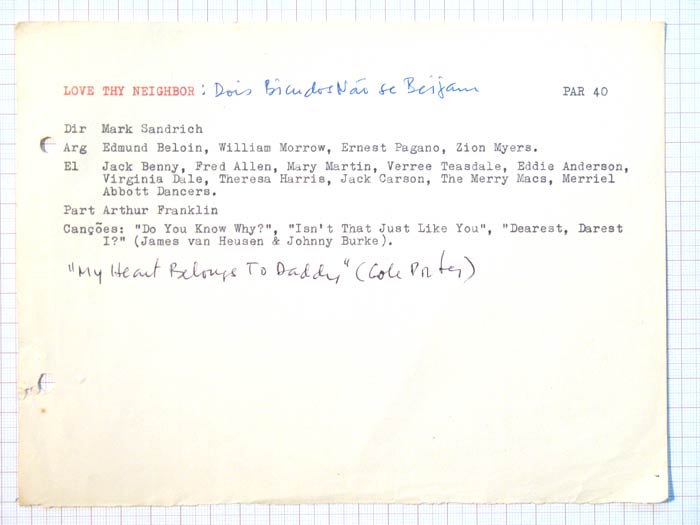 LOVE THY NEIGHBOR: Dois Bicudos Não se Beijam PAR 40
Dir Mark Sandrich
Arg Edmund Beloin, William Morrow, Ernest Pagano, Zion Myers.
El Jack Benny, Fred Allen, Mary Martin, Verree Teasdale, Eddie Anderson,
Virginia Dale, Theresa Harris, Jack Carson, The Merry Macs, Merriel
Abbott Dancers.
Part Arthur Franklin
Canções: "Do You Know Why?", "Isn't That Just Like You", "Dearest, Darest
I?" (James van Heusen & Johnny Burke).
"My Heart Belongs To Daddy" (Cole Porter)